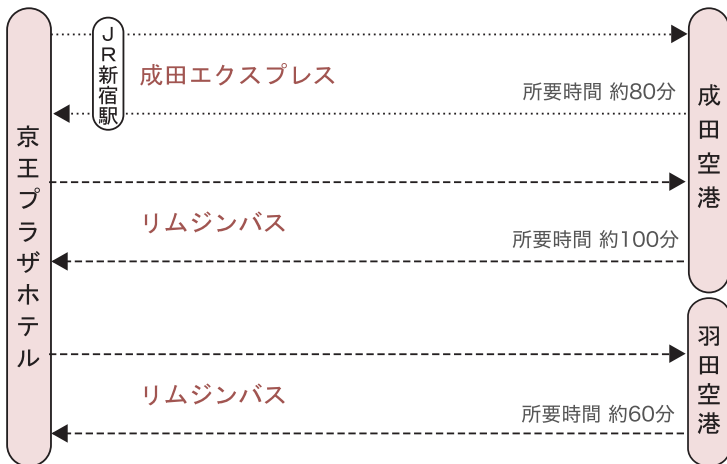 京王プラザホテル
JR新宿駅
成田エクスプレス
所要時間 約80分
リムジンバス
所要時間 約100分
成田空港
リムジンバス
所要時間 約60分
羽田空港